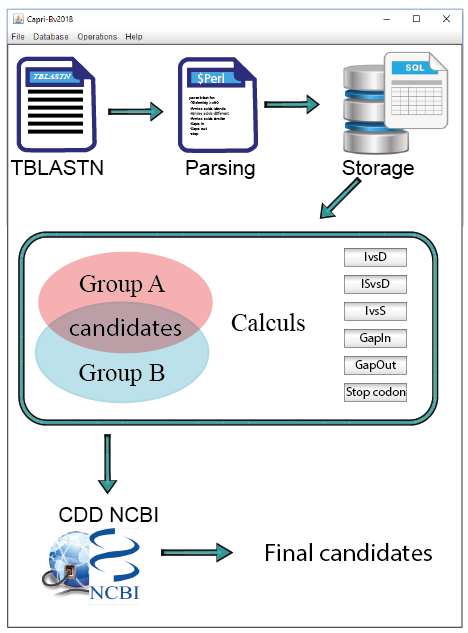 Capri-Bv2018
File Database Operations Help
TBLASTN
$Perl
SQL
TBLASTN
Parsing
Storage
Group A
candidates
Group B
Calculs
IvsD
ISvsD
IvsS
GapIn
GapOut
Stop codon
CDD NCBI
NCBI
Final candidates